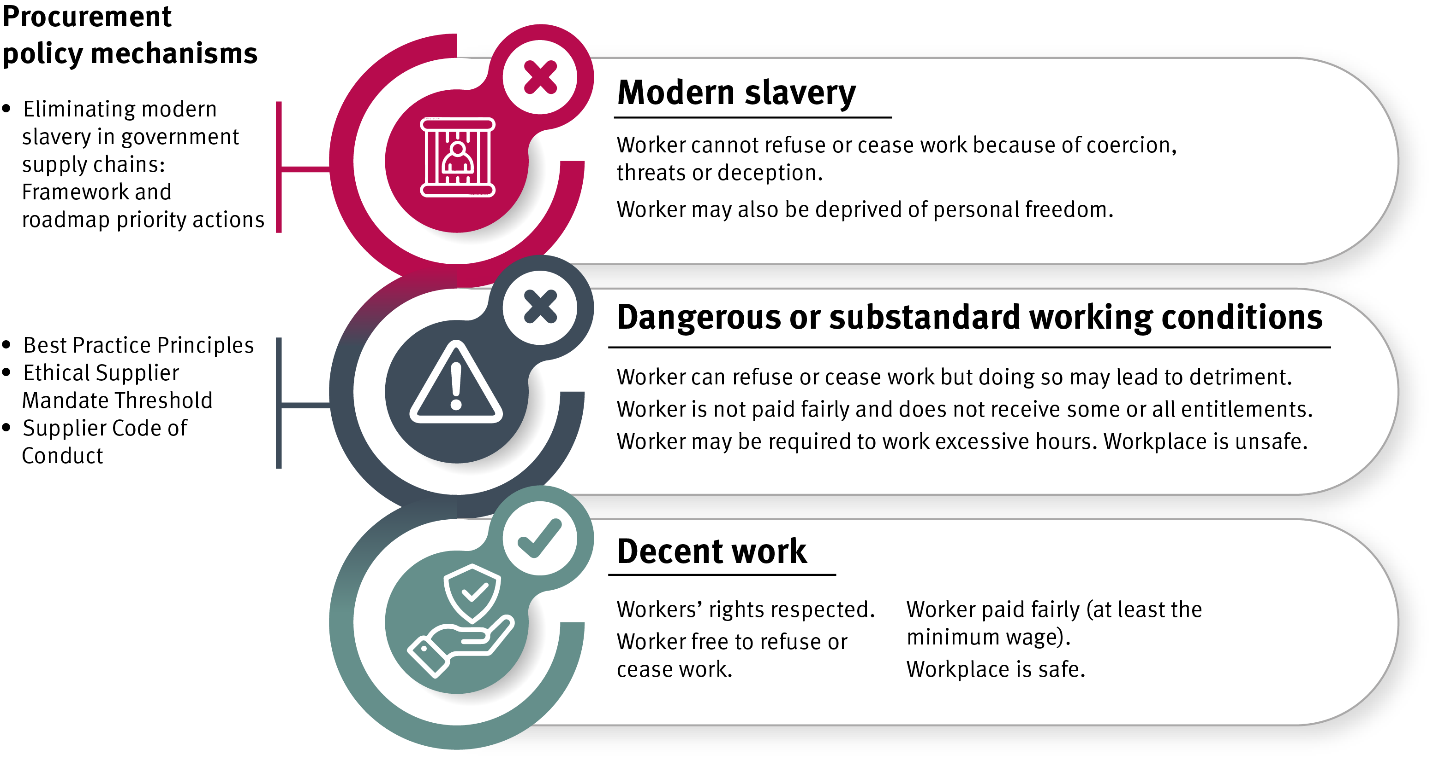 Procurement
policy mechanisms
• Eliminating modern
slavery in government
supply chains:
Framework and
roadmap priority actions
Modern slavery
Worker cannot refuse or cease work because of coercion,
threats or deception.
Worker may also be deprived of personal freedom.
• Best Practice Principles
• Ethical Supplier
Mandate Threshold
• Supplier Code of
Conduct
Dangerous or substandard working conditions
Worker can refuse or cease work but doing so may lead to detriment.
Worker is not paid fairly and does not receive some or all entitlements.
Worker may be required to work excessive hours. Workplace is unsafe.
Decent work
Workers’ rights respected.
Worker free to refuse or
cease work.
Worker paid fairly (at least the
minimum wage).
Workplace is safe.